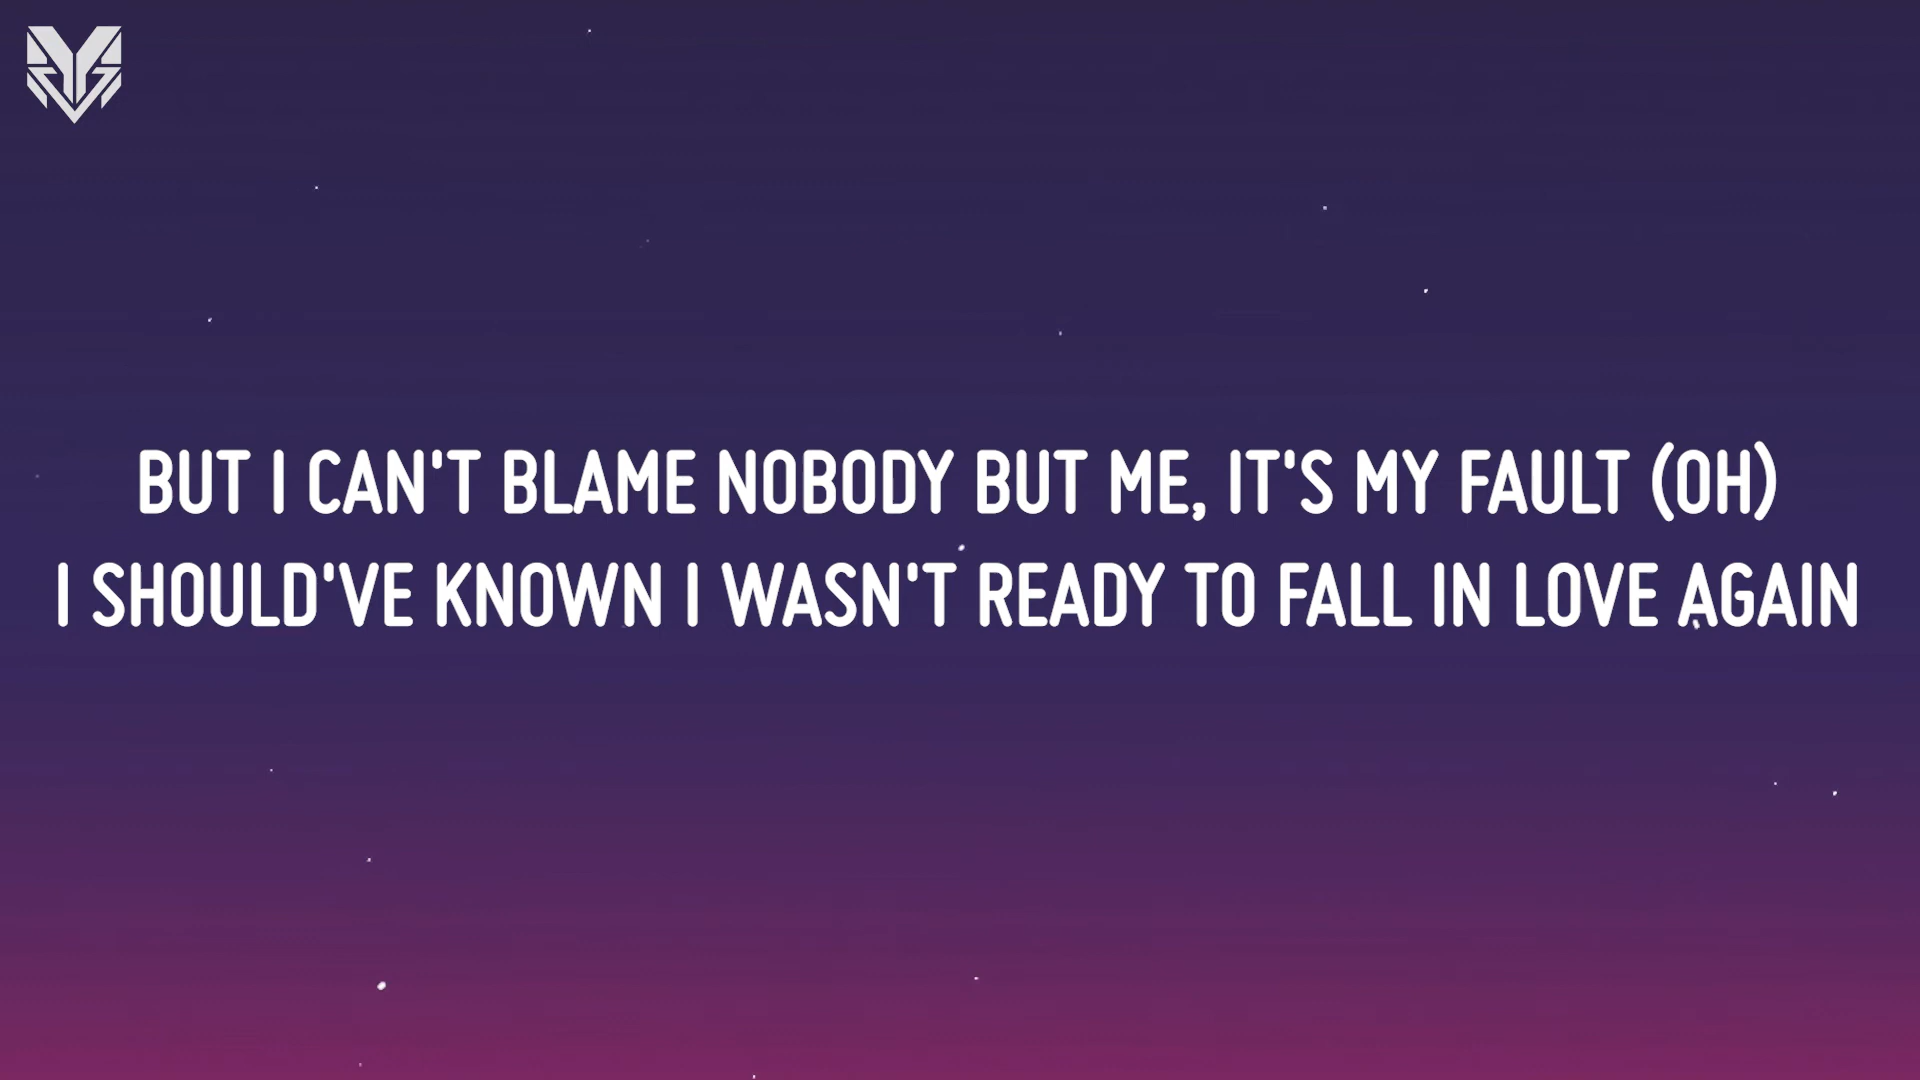 BUT I CAN'T BLAME NOBODY BUT ME, IT'S MY FAULT (OH)
I SHOULD'VE KNOWN I WASN'T READY TO FALL IN LOVE AGAIN